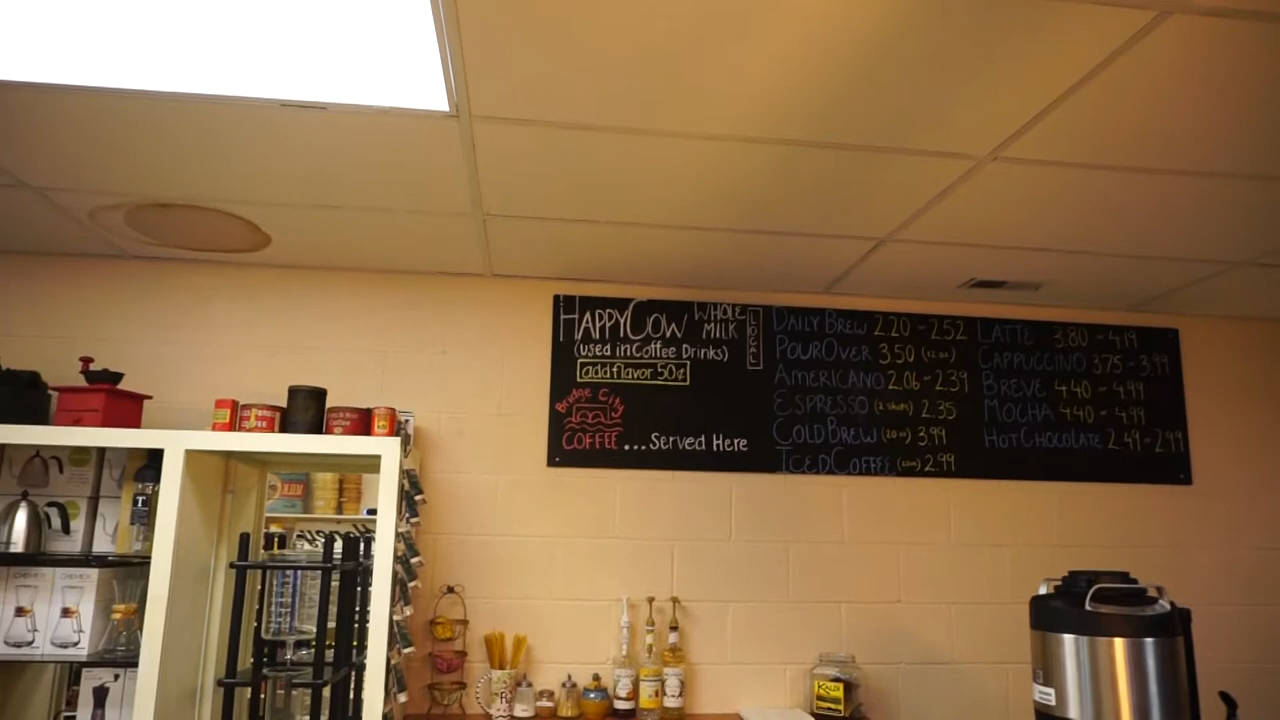 HAPPYCOW WHOLE MILK LOCAL
(used in Coffee Drinks)
add flavor 50¢
Bridge City
COFFEE ... Served Here
DAILY BREW 2.20 - 2.52
POUROVER 3.50 (12 oz)
AMERICANO 2.06 - 2.39
ESPRESSO (2 shots) 2.35
COLD BREW (20 oz) 3.99
ICED COFFEE 2.99
LATTE 3.80 - 4.19
CAPPUCCINO 3.75 - 3.99
BREVE 4.40 - 4.99
MOCHA 4.40 - 4.99
HOT CHOCOLATE 2.49 - 2.99
CHEMEX
CHEMEX
KALDI